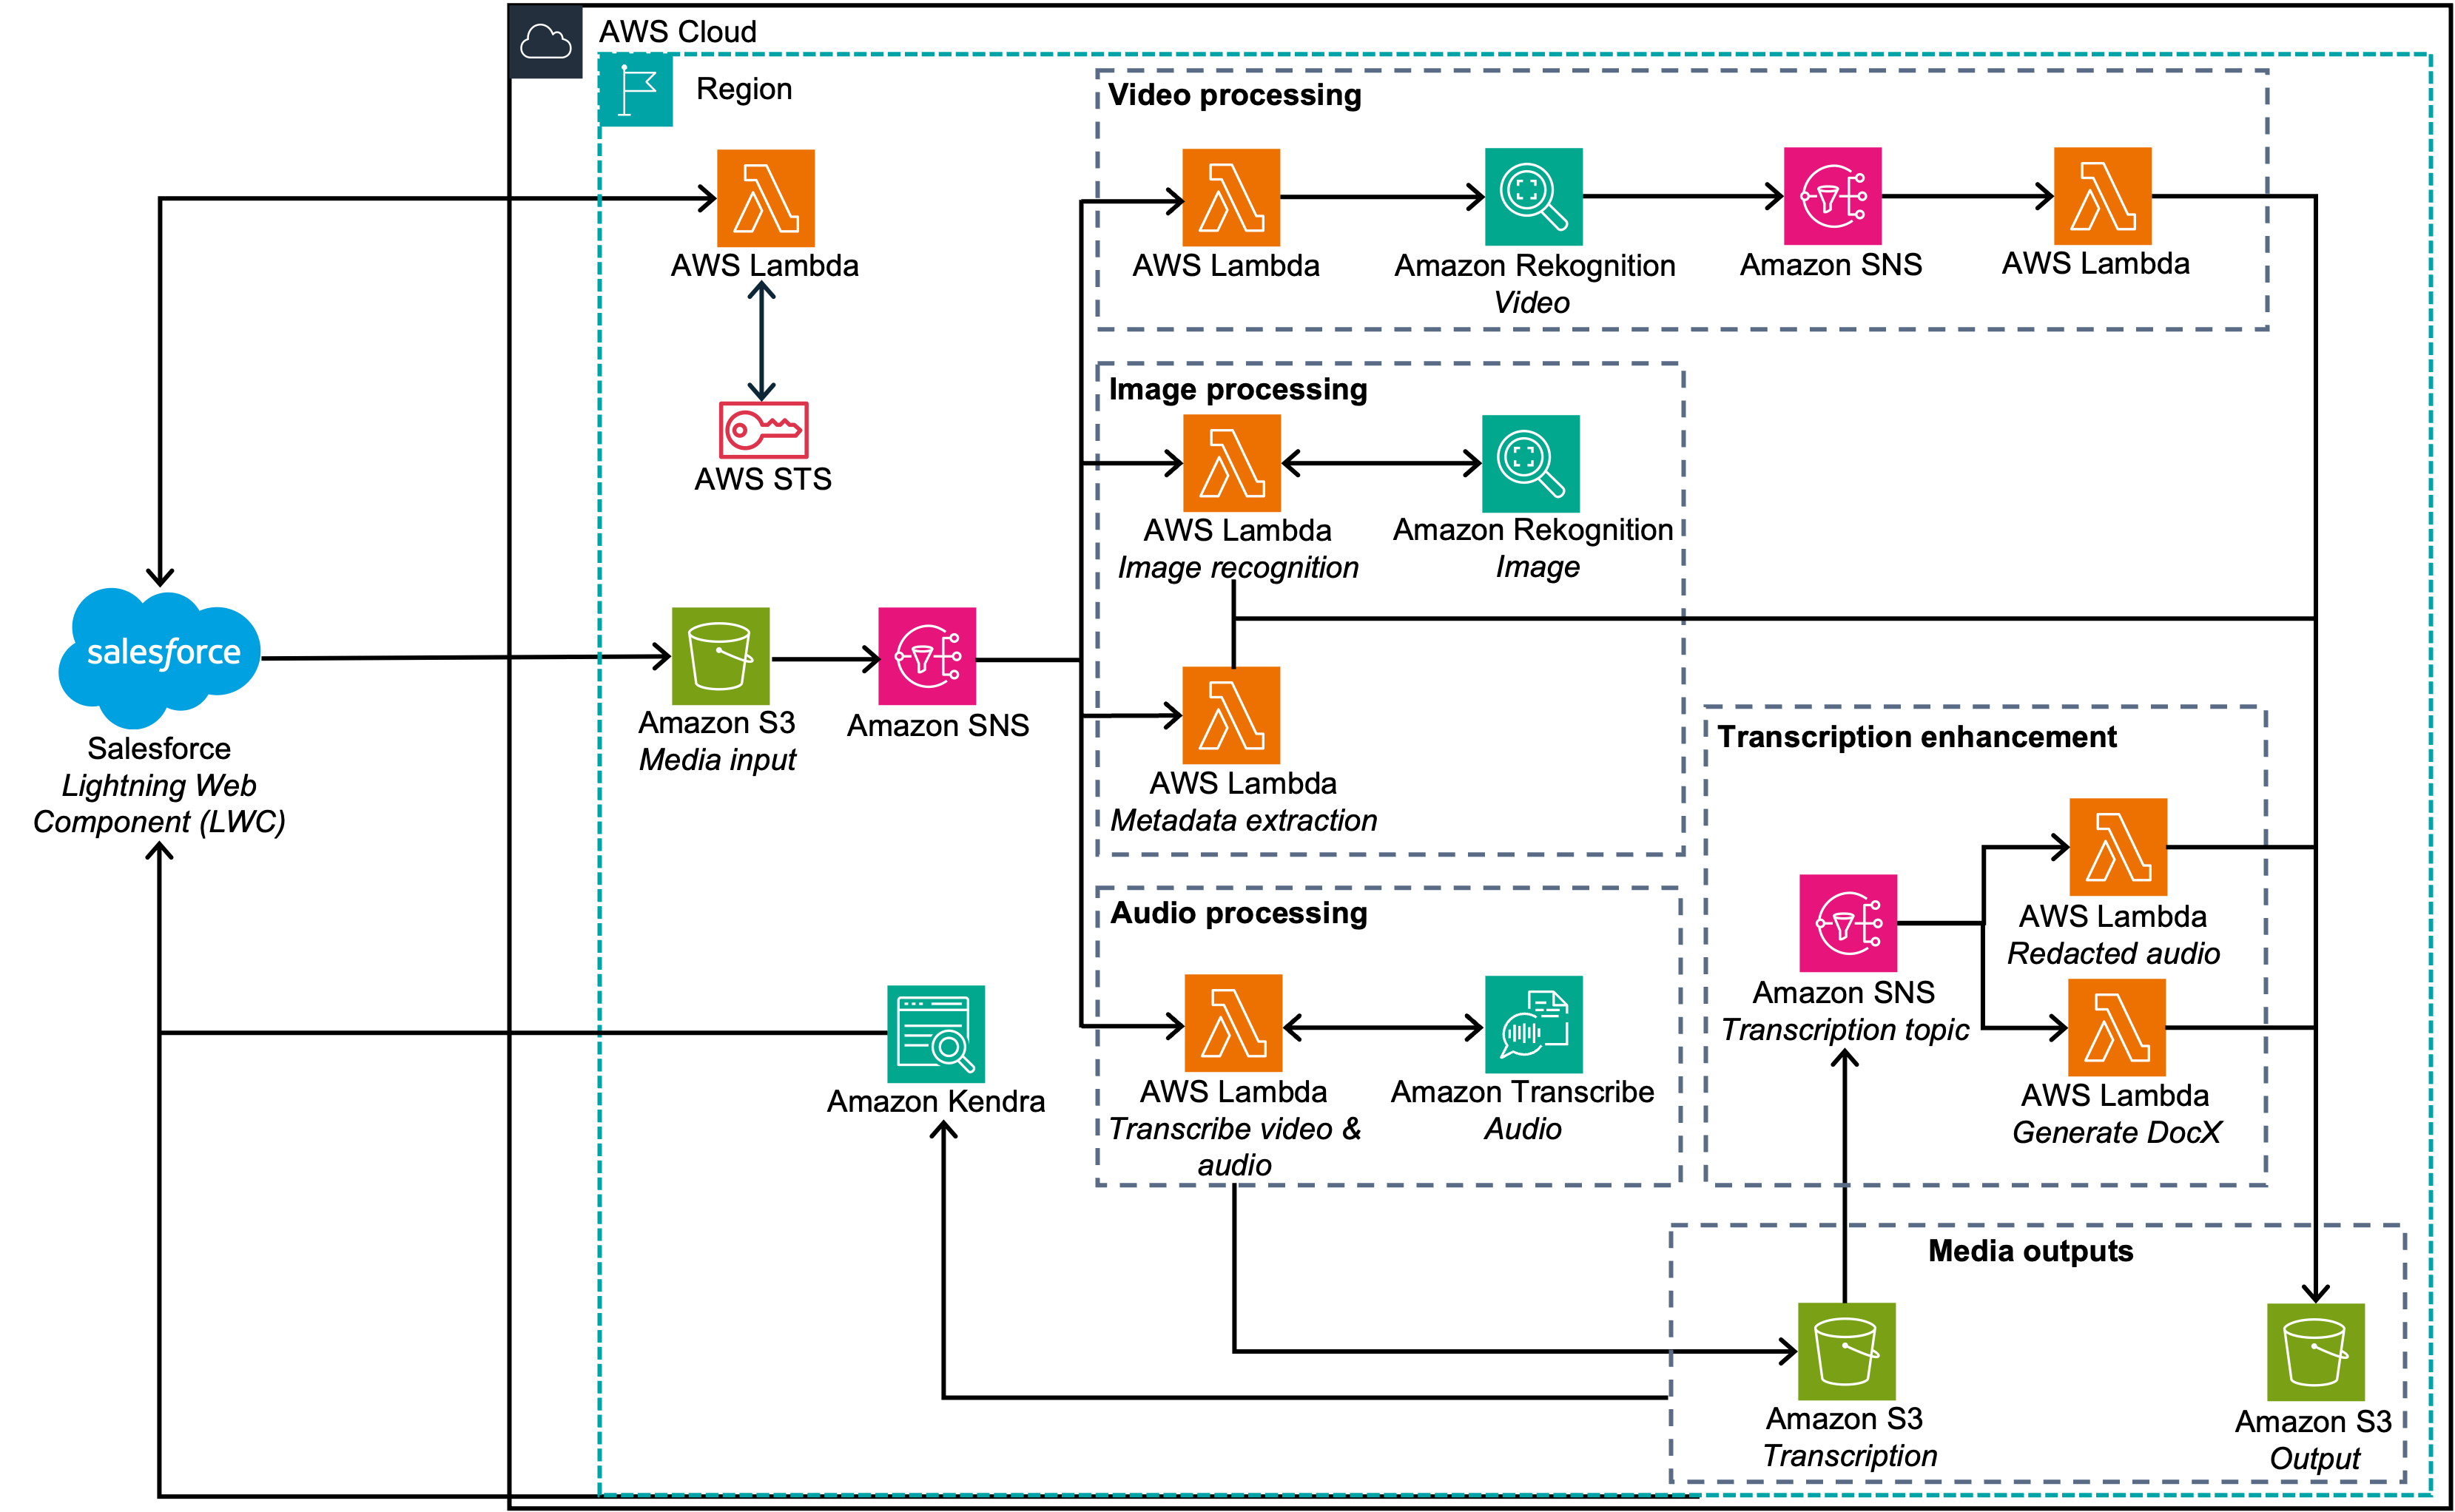 AWS Cloud
Region
Video processing
AWS Lambda
AWS Lambda
Amazon Rekognition
Video
Amazon SNS
AWS Lambda
AWS STS
Image processing
AWS Lambda
Image recognition
Amazon Rekognition
Image
salesforce
Salesforce
Lightning Web
Component (LWC)
Amazon S3
Media input
Amazon SNS
AWS Lambda
Metadata extraction
Transcription enhancement
AWS Lambda
Redacted audio
Amazon SNS
Transcription topic
AWS Lambda
Generate DocX
Audio processing
AWS Lambda
Transcribe video &
audio
Amazon Transcribe
Audio
Amazon Kendra
Media outputs
Amazon S3
Transcription
Amazon S3
Output